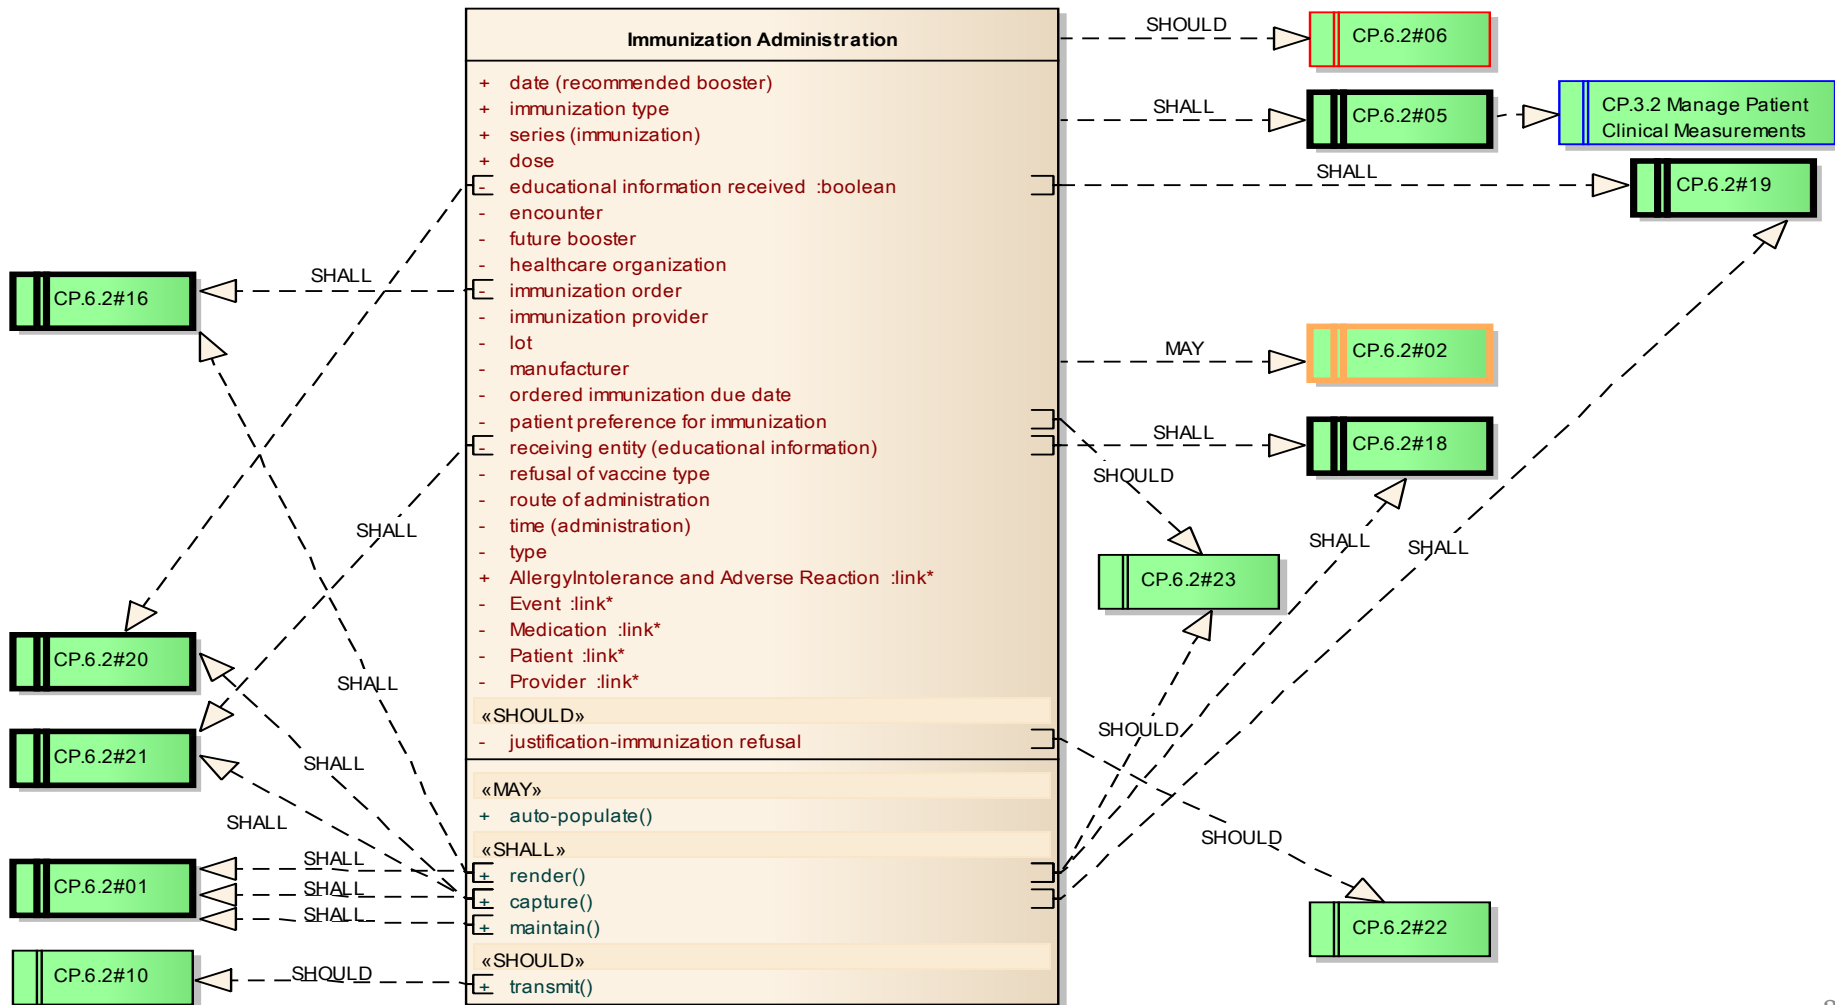 Immunization Administration
+ date (recommended booster)
+ immunization type
+ series (immunization)
+ dose
- educational information received :boolean
- encounter
- future booster
- healthcare organization
- immunization order
- immunization provider
- lot
- manufacturer
- ordered immunization due date
- patient preference for immunization
- receiving entity (educational information)
- refusal of vaccine type
- route of administration
- time (administration)
- type
+ AllergyIntolerance and Adverse Reaction :link*
- Event :link*
- Medication :link*
- Patient :link*
- Provider :link*
«SHOULD»
- justification-immunization refusal
«MAY»
+ auto-populate()
«SHALL»
+ render()
+ capture()
+ maintain()
«SHOULD»
+ transmit()
SHALL
CP.6.2#16
SHALL
SHALL
CP.6.2#20
CP.6.2#21
SHALL
SHALL
SHALL
CP.6.2#01
SHALL
SHALL
CP.6.2#10
SHOULD
SHOULD
CP.6.2#06
SHALL
CP.6.2#05
CP.3.2 Manage Patient
Clinical Measurements
SHALL
CP.6.2#19
MAY
CP.6.2#02
SHALL
CP.6.2#18
SHOULD
SHALL
SHALL
CP.6.2#23
SHOULD
SHOULD
CP.6.2#22